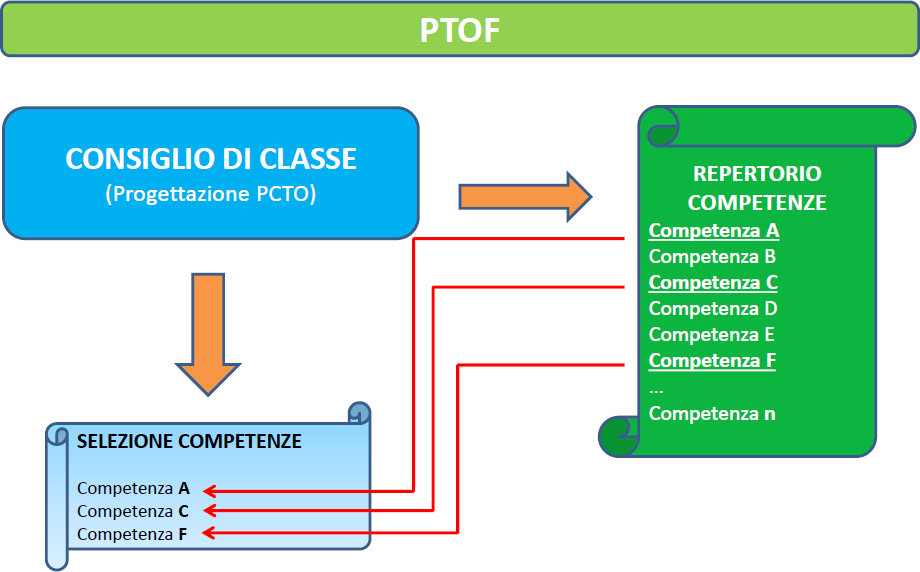 PTOF
CONSIGLIO DI CLASSE
(Progettazione PCTO)
REPERTORIO
COMPETENZE
Competenza A
Competenza B
Competenza C
Competenza D
Competenza E
Competenza F
...
Competenza n
SELEZIONE COMPETENZE
Competenza A
Competenza C
Competenza F